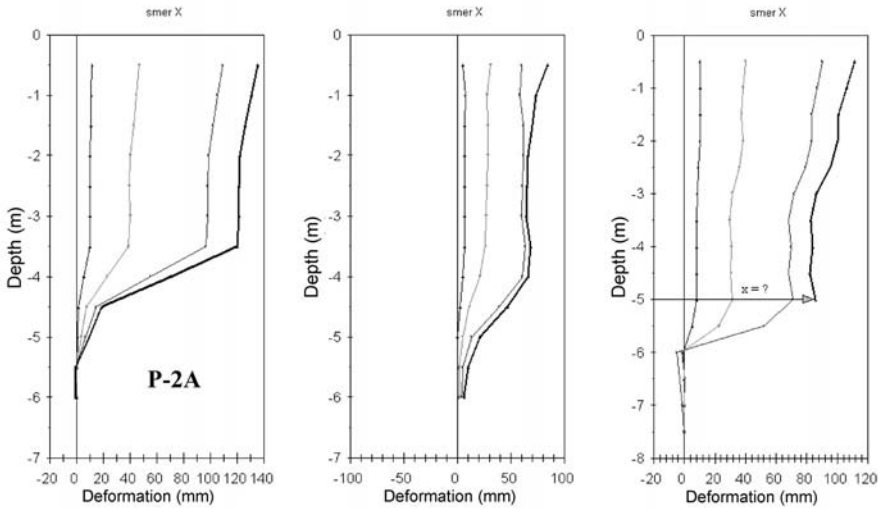 smer X
0
-1
-2
-3
-4
-5
-6
-7
Depth (m)
P-2A
-20 0 20 40 60 80 100 120 140
Deformation (mm)
smer X
0
-1
-2
-3
-4
-5
-6
-7
Depth (m)
-100 -50 0 50 100
Deformation (mm)
smer X
0
-1
-2
-3
-4
-5
-6
-7
-8
Depth (m)
x = ?
-20 0 20 40 60 80 100 120
Deformation (mm)